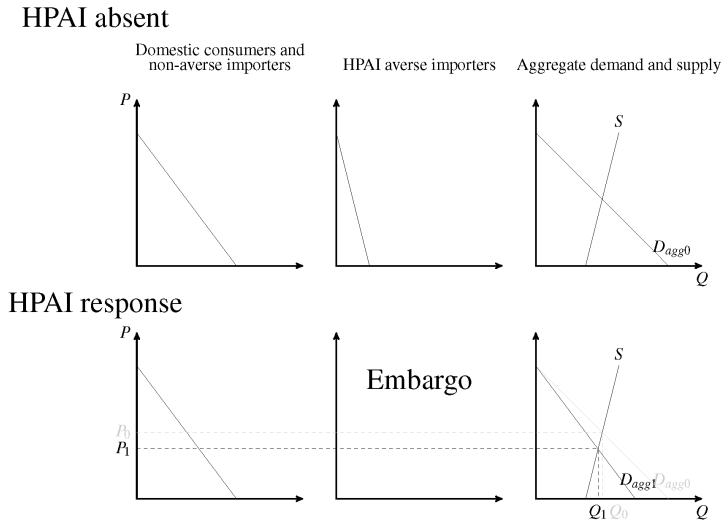 HPAI absent
Domestic consumers and
non-averse importers
HPAI averse importers
Aggregate demand and supply
P
S
D_agg0
Q
HPAI response
P
S
Embargo
P_0
P_1
D_agg1
D_agg0
Q_1
Q_0
Q